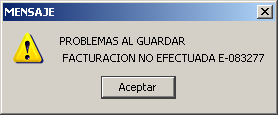 MENSAJE
PROBLEMAS AL GUARDAR
FACTURACION NO EFECTUADA E-083277
Aceptar